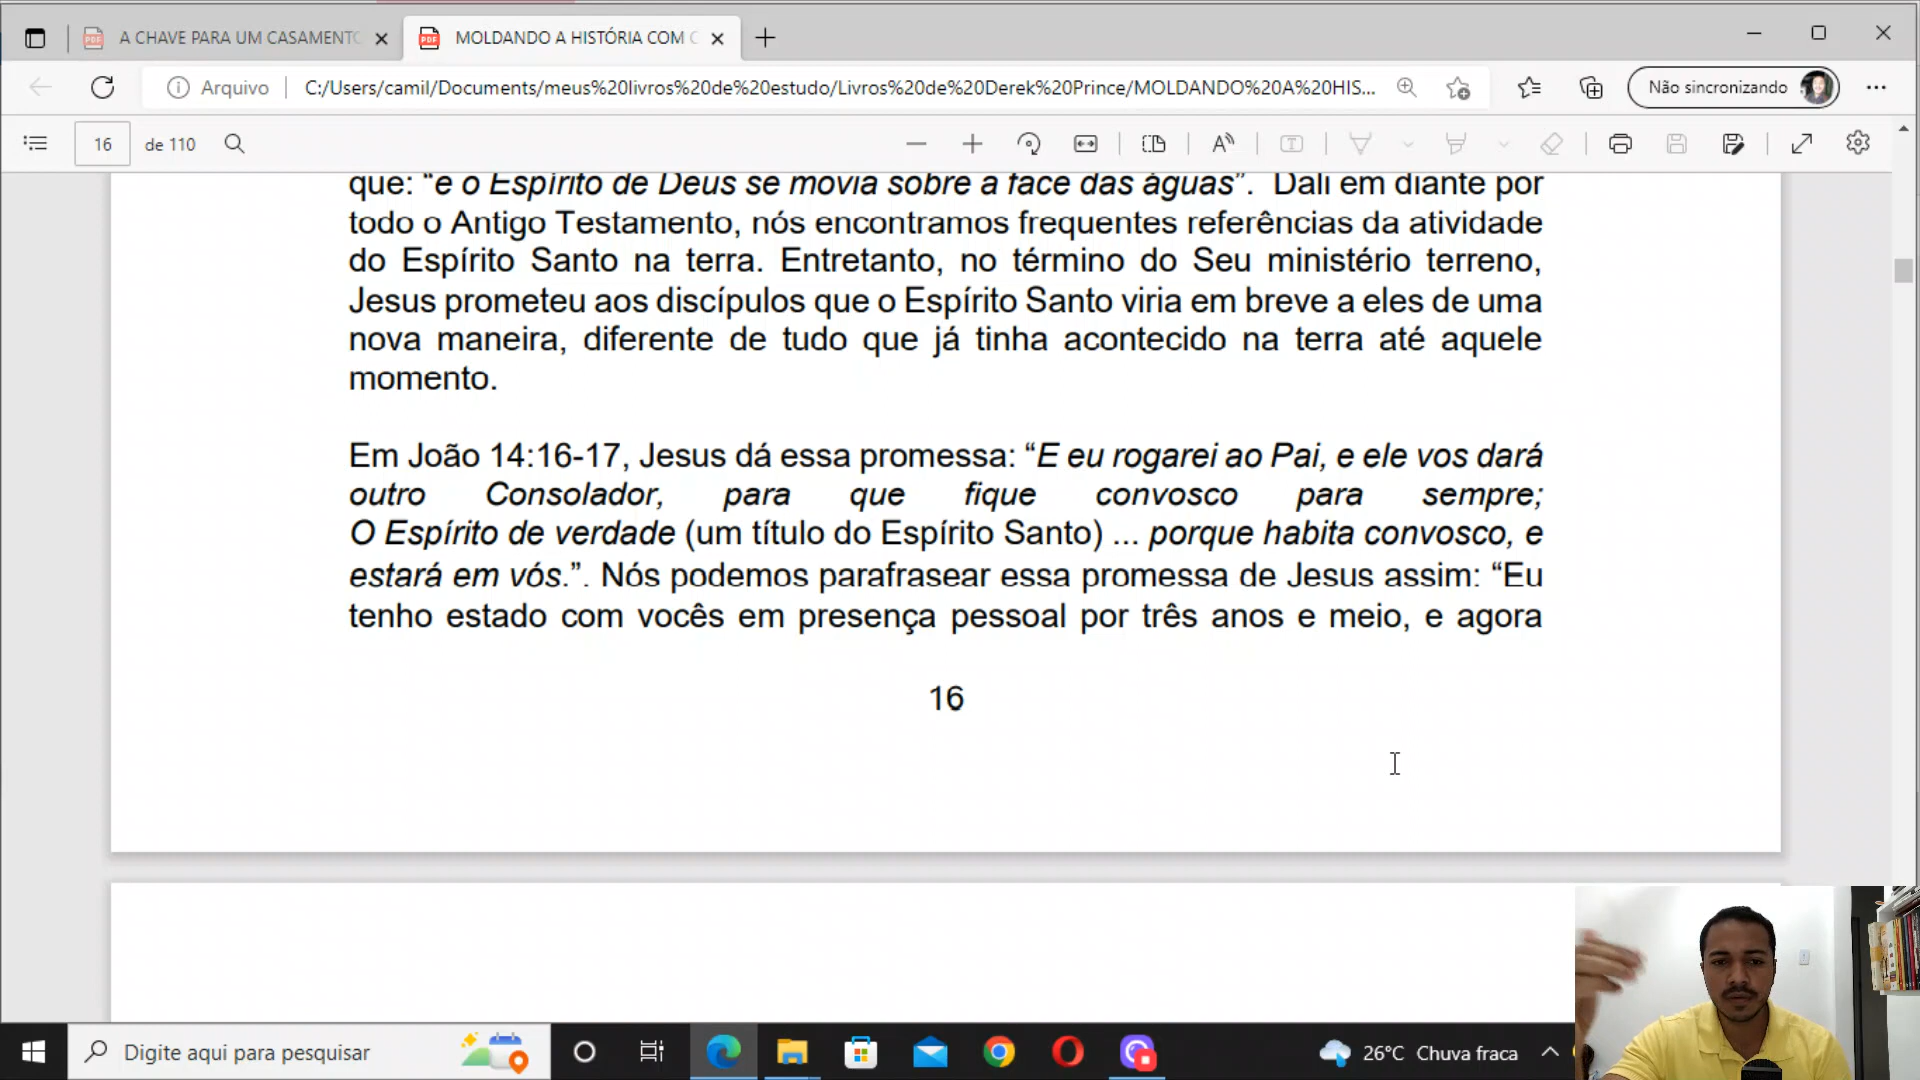 A CHAVE PARA UM CASAMENTO
MOLDANDO A HISTÓRIA COM
Arquivo
C:/Users/camil/Documents/meus%20livros%20de%20estudo/Livros%20de%20Derek%20Prince/MOLDANDO%20A%20HIS...
Não sincronizando
16 de 110
que: “e o Espírito de Deus se movia sobre a face das águas”. Dali em diante por
todo o Antigo Testamento, nós encontramos frequentes referências da atividade
do Espírito Santo na terra. Entretanto, no término do Seu ministério terreno,
Jesus prometeu aos discípulos que o Espírito Santo viria em breve a eles de uma
nova maneira, diferente de tudo que já tinha acontecido na terra até aquele
momento.
Em João 14:16-17, Jesus dá essa promessa: “E eu rogarei ao Pai, e ele vos dará
outro Consolador, para que fique convosco para sempre;
O Espírito de verdade (um título do Espírito Santo) ... porque habita convosco, e
estará em vós.”. Nós podemos parafrasear essa promessa de Jesus assim: “Eu
tenho estado com vocês em presença pessoal por três anos e meio, e agora
16
Digite aqui para pesquisar
26°C Chuva fraca